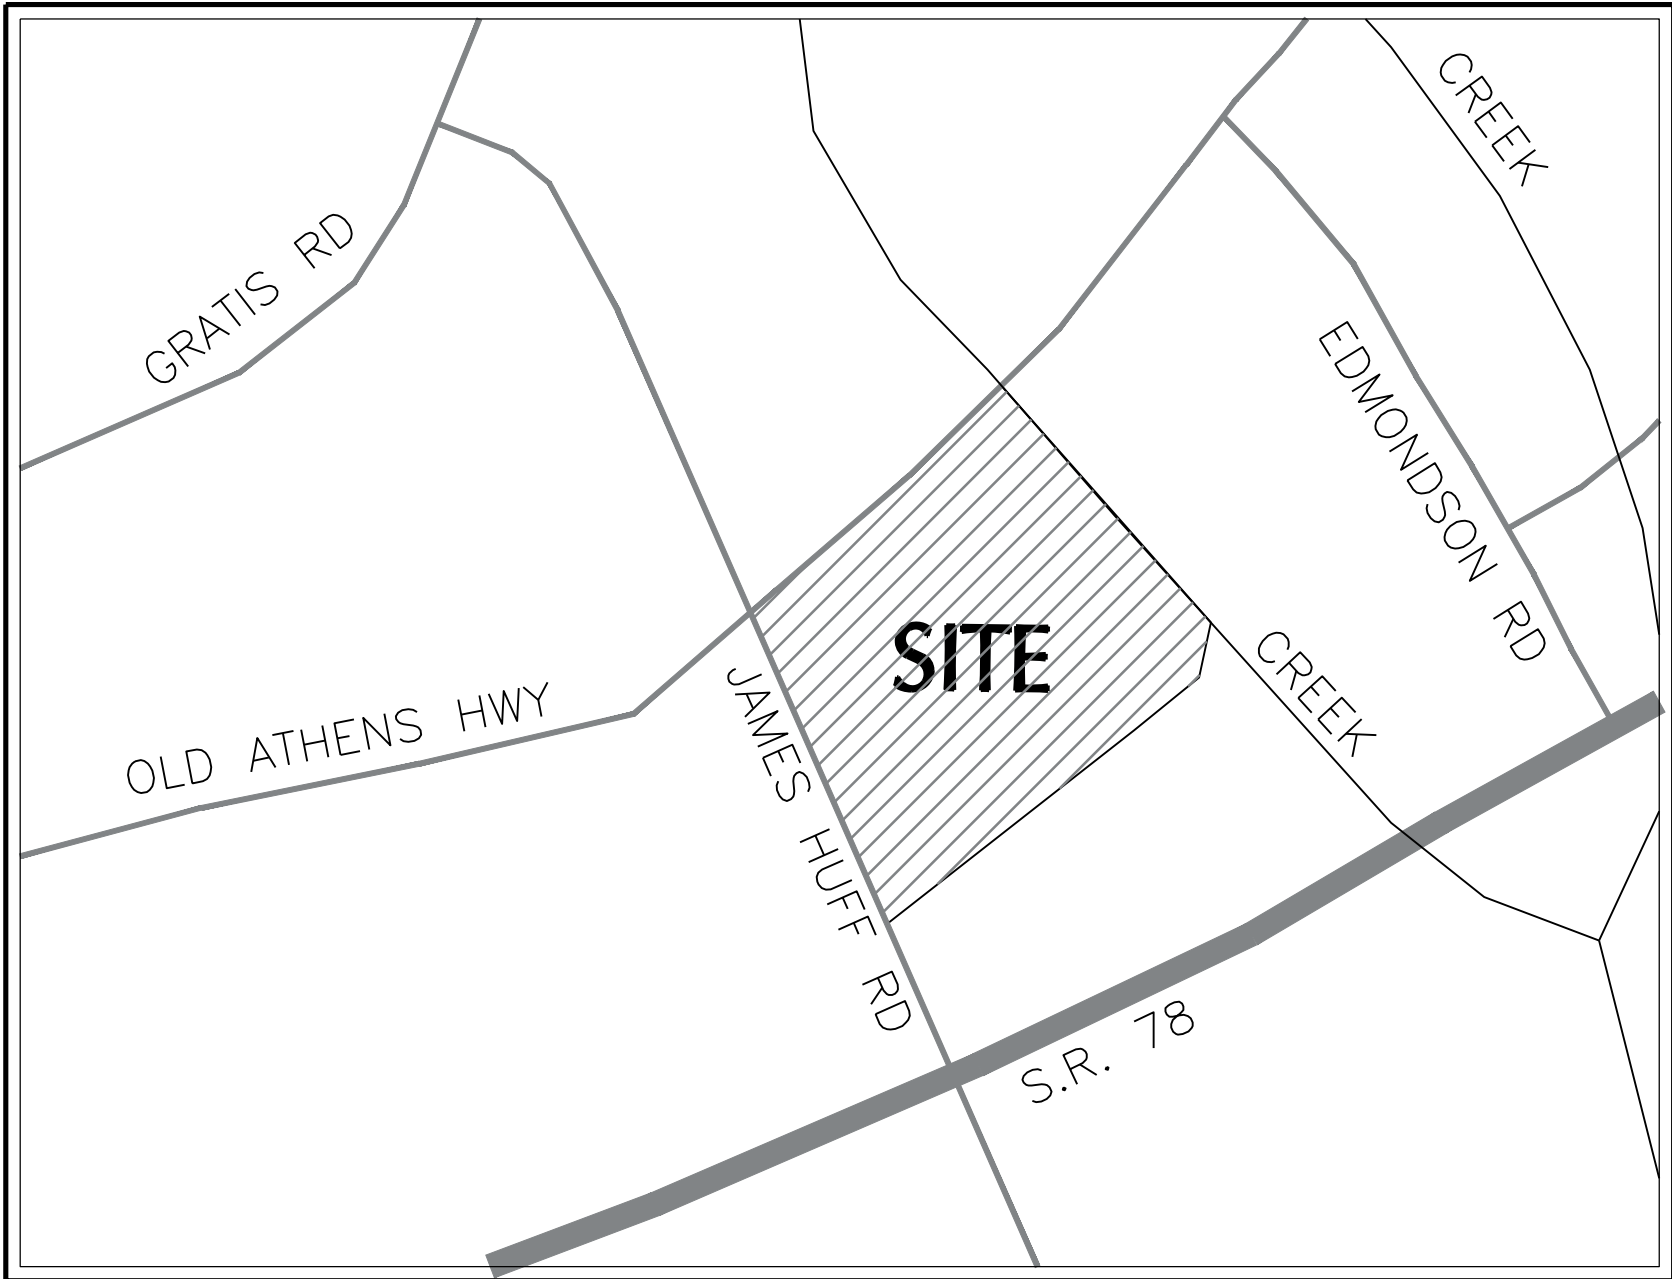 CREEK
GRATIS RD
EDMONDSON RD
SITE
CREEK
OLD ATHENS HWY
JAMES HUFF RD
S.R. 78